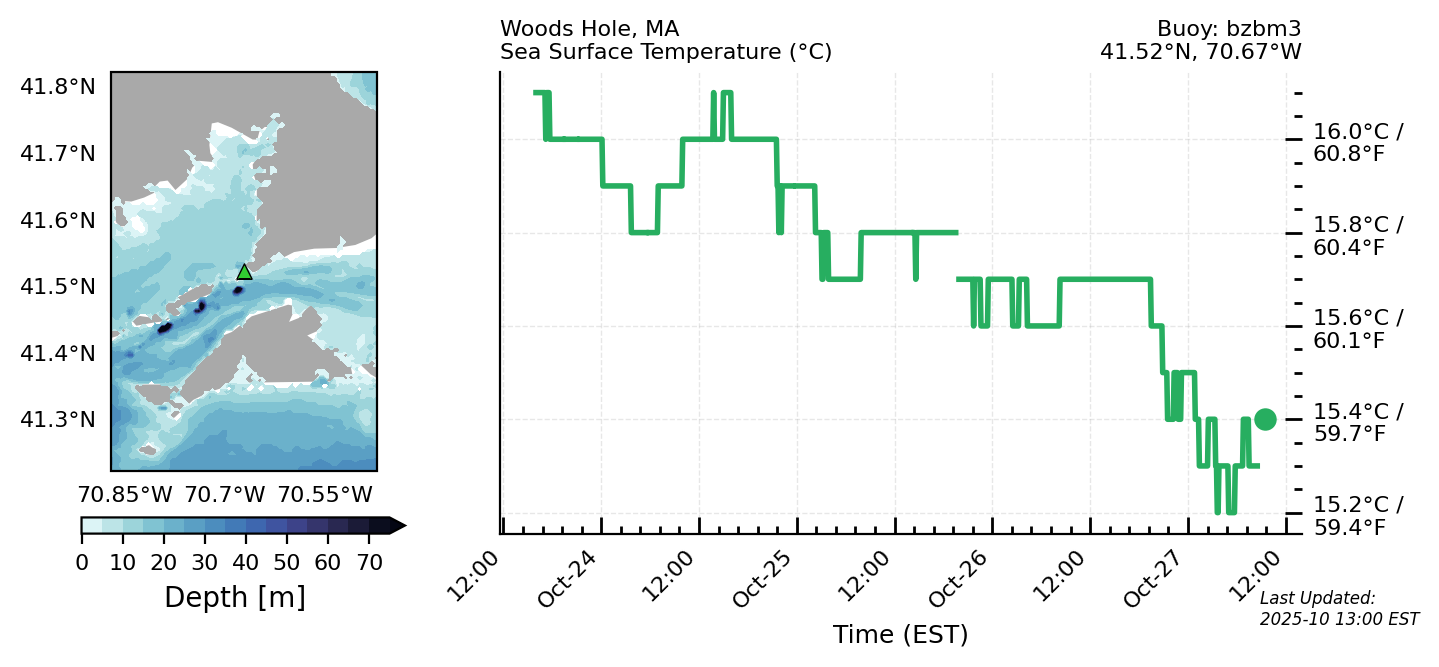 Woods Hole, MA
Sea Surface Temperature (°C)
Buoy: bzbm3
41.52°N, 70.67°W
41.8°N
41.7°N
41.6°N
41.5°N
41.4°N
41.3°N
70.85°W 70.7°W 70.55°W
0 10 20 30 40 50 60 70
Depth [m]
16.0°C /
60.8°F
15.8°C /
60.4°F
15.6°C /
60.1°F
15.4°C /
59.7°F
15.2°C /
59.4°F
12:00 Oct-24 12:00 Oct-25 12:00 Oct-26 12:00 Oct-27 12:00
Time (EST)
Last Updated:
2025-10 13:00 EST